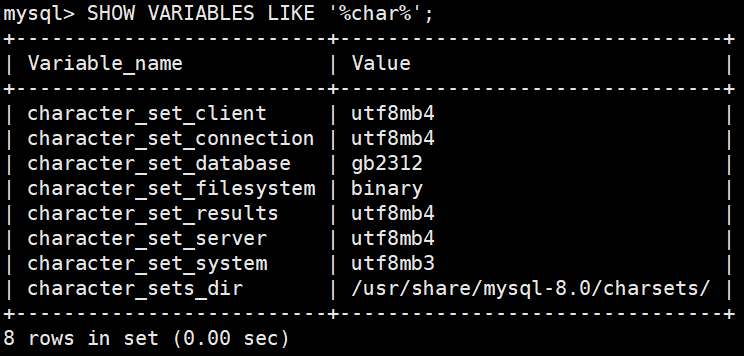 mysql> SHOW VARIABLES LIKE '%char%';
+--------------------------+--------------------------------+
| Variable_name            | Value                          |
+--------------------------+--------------------------------+
| character_set_client     | utf8mb4                        |
| character_set_connection | utf8mb4                        |
| character_set_database   | gb2312                         |
| character_set_filesystem | binary                         |
| character_set_results    | utf8mb4                        |
| character_set_server     | utf8mb4                        |
| character_set_system     | utf8mb3                        |
| character_sets_dir       | /usr/share/mysql-8.0/charsets/ |
+--------------------------+--------------------------------+
8 rows in set (0.00 sec)